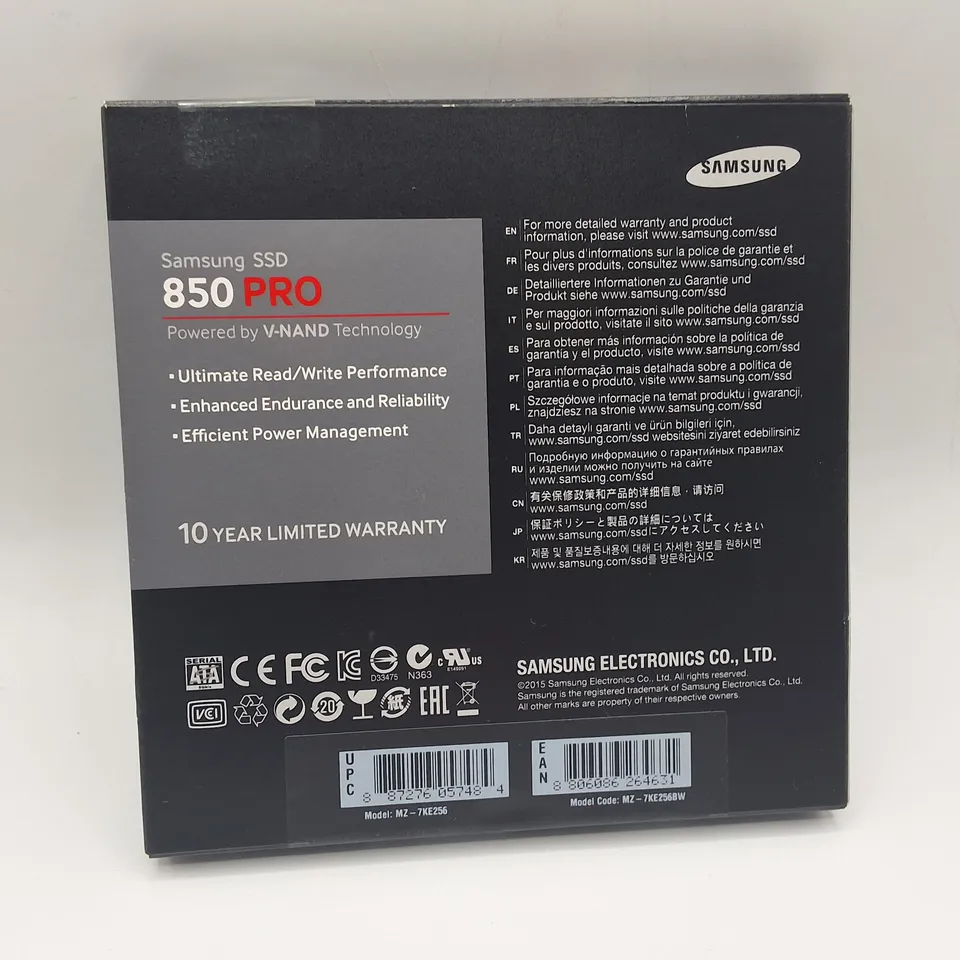 SAMSUNG
Samsung SSD
850 PRO
Powered by V-NAND Technology
▪ Ultimate Read/Write Performance
▪ Enhanced Endurance and Reliability
▪ Efficient Power Management
10 YEAR LIMITED WARRANTY
EN For more detailed warranty and product
information, please visit www.samsung.com/ssd
FR Pour plus d'informations sur la police de garantie et
les divers produits, consultez www.samsung.com/ssd
DE Detailliertere Informationen zu Garantie und
Produkt siehe www.samsung.com/ssd
IT Per maggiori informazioni sulle politiche della garanzia
e sul prodotto, visitate il sito www.samsung.com/ssd
ES Para obtener más información sobre la política de
garantía y el producto, visite www.samsung.com/ssd
PT Para informação mais detalhada sobre a política de
garantia e o produto, visite www.samsung.com/ssd
PL Szczegółowe informacje na temat produktu i gwarancji,
znajdziesz na stronie www.samsung.com/ssd
TR Daha detaylı garanti ve ürün bilgileri için,
www.samsung.com/ssd websitesini ziyaret edebilirsiniz
RU Подробную информацию о гарантийных правилах
и изделии можно получить на сайте
www.samsung.com/ssd
CN 有关保修政策和产品的详细信息，请访问
www.samsung.com/ssd
JP 保証ポリシーと製品の詳細については
www.samsung.com/ssdにアクセスしてください
KR 제품 및 품질보증내용에 대해 더 자세한 정보를 원하시면
www.samsung.com/ssd를 방문하십시오
SERIAL
ATA
CE FC KC D33475 N363 c RU US
E149091
VCI 20 紙 EAC
SAMSUNG ELECTRONICS CO., LTD.
©2015 Samsung Electronics Co., Ltd. All rights reserved.
Samsung is the registered trademark of Samsung Electronics Co., Ltd.
All other marks are property of their respective owners.
UPC
8 87276 05748 4
Model: MZ-7KE256
EAN
8 806086 264631
Model Code: MZ-7KE256BW